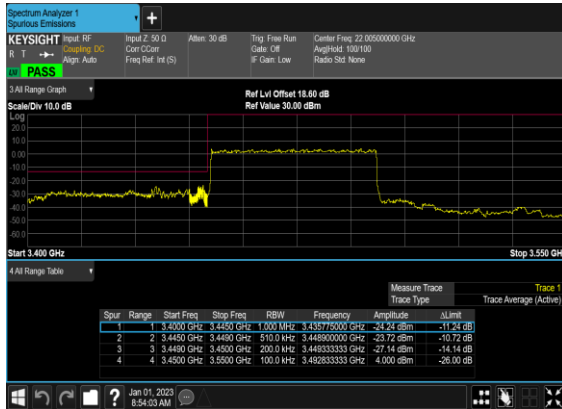 Spectrum Analyzer 1
Spurious Emissions
+
KEYSIGHT Input: RF Input Z: 50 Ω Atten: 30 dB Trig: Free Run Center Freq: 22.005000000 GHz
R T Coupling: DC Corr CCorr Gate: Off Avg|Hold: 100/100
Align: Auto Freq Ref: Int (S) IF Gain: Low Radio Std: None
PASS
3 All Range Graph
Ref Lvl Offset 18.60 dB
Scale/Div 10.0 dB Ref Value 30.00 dBm
Log
20.0
10.0
0.00
-10.0
-20.0
-30.0
-40.0
-50.0
-60.0
Start 3.400 GHz Stop 3.550 GH
4 All Range Table
Measure Trace Trace 1
Trace Type Trace Average (Active)
Spur Range Start Freq Stop Freq RBW Frequency Amplitude ΔLimit
1 1 3.4000 GHz 3.4450 GHz 1.000 MHz 3.435775000 GHz -24.24 dBm -11.24 dB
2 2 3.4450 GHz 3.4490 GHz 510.0 kHz 3.448900000 GHz -23.72 dBm -10.72 dB
3 3 3.4490 GHz 3.4500 GHz 200.0 kHz 3.449333333 GHz -27.14 dBm -14.14 dB
4 4 3.4500 GHz 3.5500 GHz 100.0 kHz 3.492833333 GHz 4.000 dBm -26.00 dB
? Jan 01, 2023
8:54:03 AM